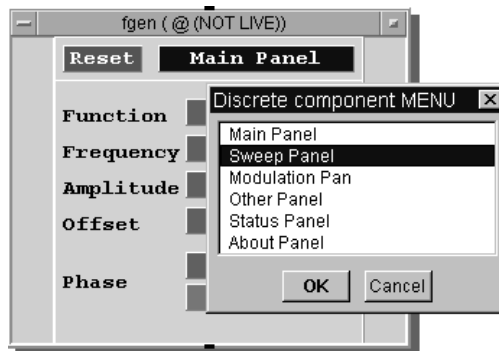 fgen ( @ (NOT LIVE))
Reset Main Panel
Function
Frequency
Amplitude
Offset
Phase
Discrete component MENU
Main Panel
Sweep Panel
Modulation Pan
Other Panel
Status Panel
About Panel
OK Cancel